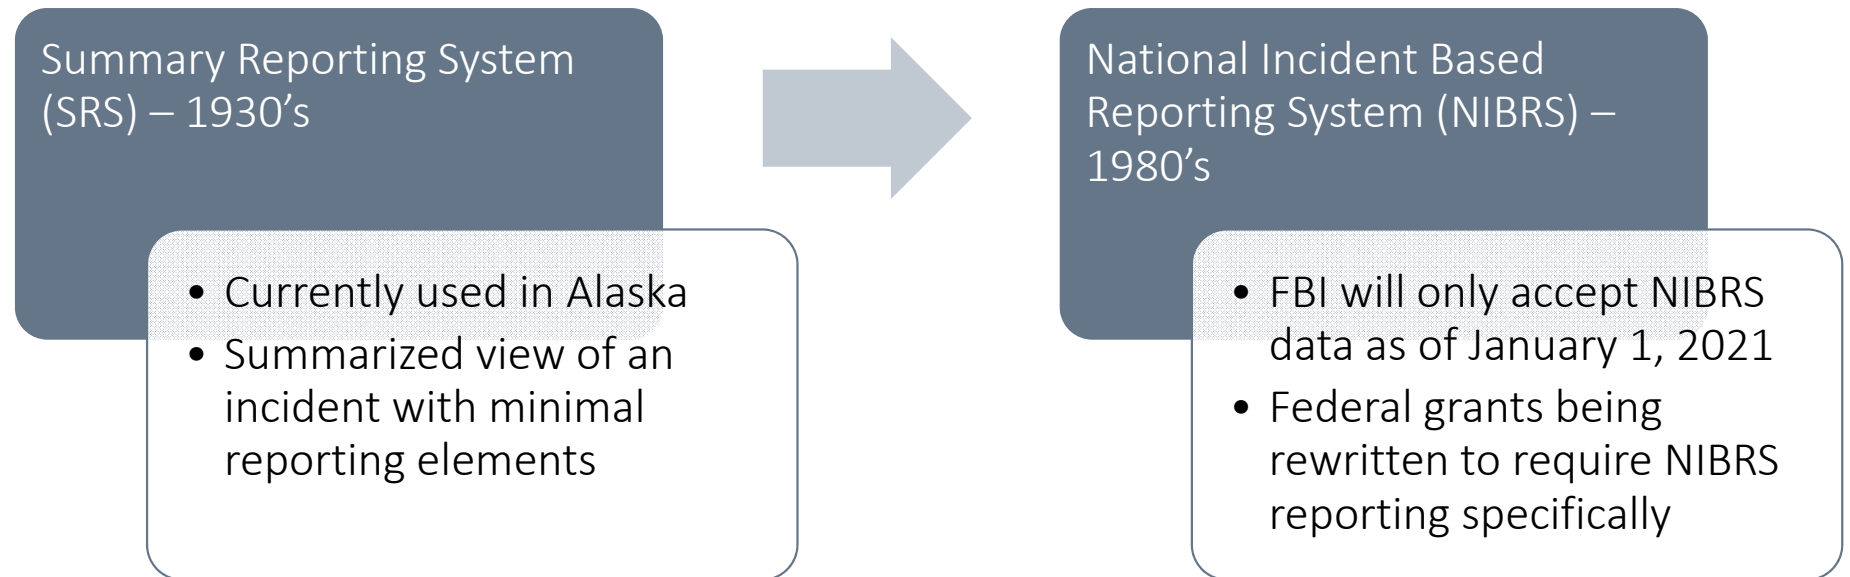 Summary Reporting System
(SRS) – 1930’s
• Currently used in Alaska
• Summarized view of an
incident with minimal
reporting elements
National Incident Based
Reporting System (NIBRS) –
1980’s
• FBI will only accept NIBRS
data as of January 1, 2021
• Federal grants being
rewritten to require NIBRS
reporting specifically